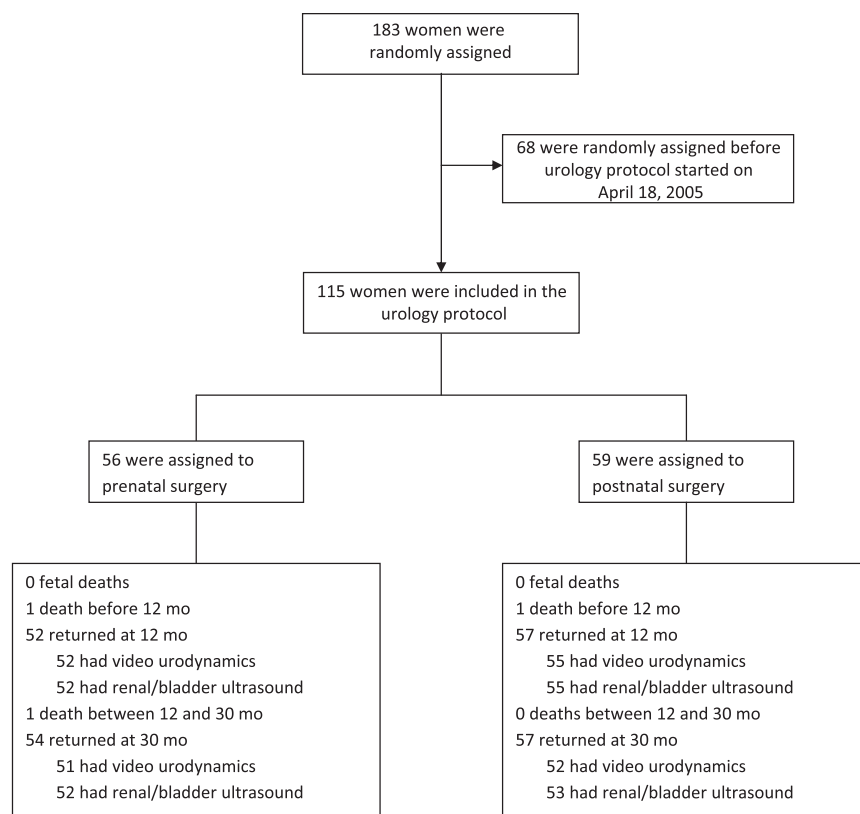 183 women were
randomly assigned
68 were randomly assigned before
urology protocol started on
April 18, 2005
115 women were included in the
urology protocol
56 were assigned to
prenatal surgery
59 were assigned to
postnatal surgery
0 fetal deaths
1 death before 12 mo
52 returned at 12 mo
52 had video urodynamics
52 had renal/bladder ultrasound
1 death between 12 and 30 mo
54 returned at 30 mo
51 had video urodynamics
52 had renal/bladder ultrasound
0 fetal deaths
1 death before 12 mo
57 returned at 12 mo
55 had video urodynamics
55 had renal/bladder ultrasound
0 deaths between 12 and 30 mo
57 returned at 30 mo
52 had video urodynamics
53 had renal/bladder ultrasound